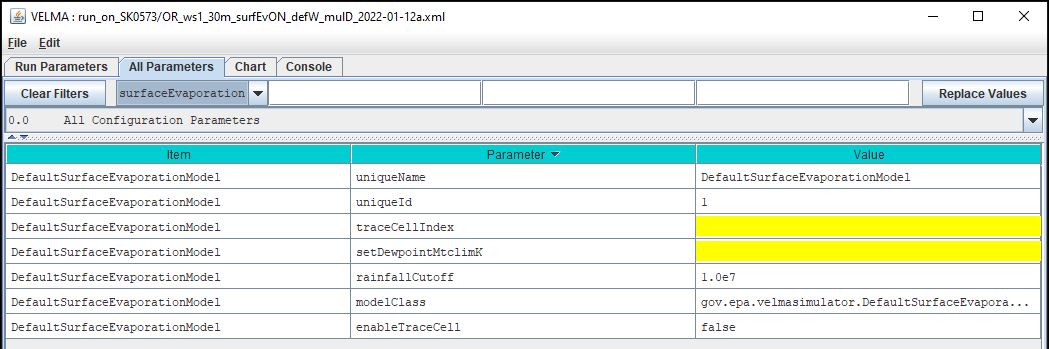 VELMA : run_on_SK0573/OR_ws1_30m_surfEvON_defW_muID_2022-01-12a.xml
File Edit
Run Parameters All Parameters Chart Console
Clear Filters surfaceEvaporation Replace Values
0.0 All Configuration Parameters
Item Parameter Value
DefaultSurfaceEvaporationModel uniqueName DefaultSurfaceEvaporationModel
DefaultSurfaceEvaporationModel uniqueId 1
DefaultSurfaceEvaporationModel traceCellIndex
DefaultSurfaceEvaporationModel setDewpointMtclimK
DefaultSurfaceEvaporationModel rainfallCutoff 1.0e7
DefaultSurfaceEvaporationModel modelClass gov.epa.velmasimulator.DefaultSurfaceEvapora...
DefaultSurfaceEvaporationModel enableTraceCell false